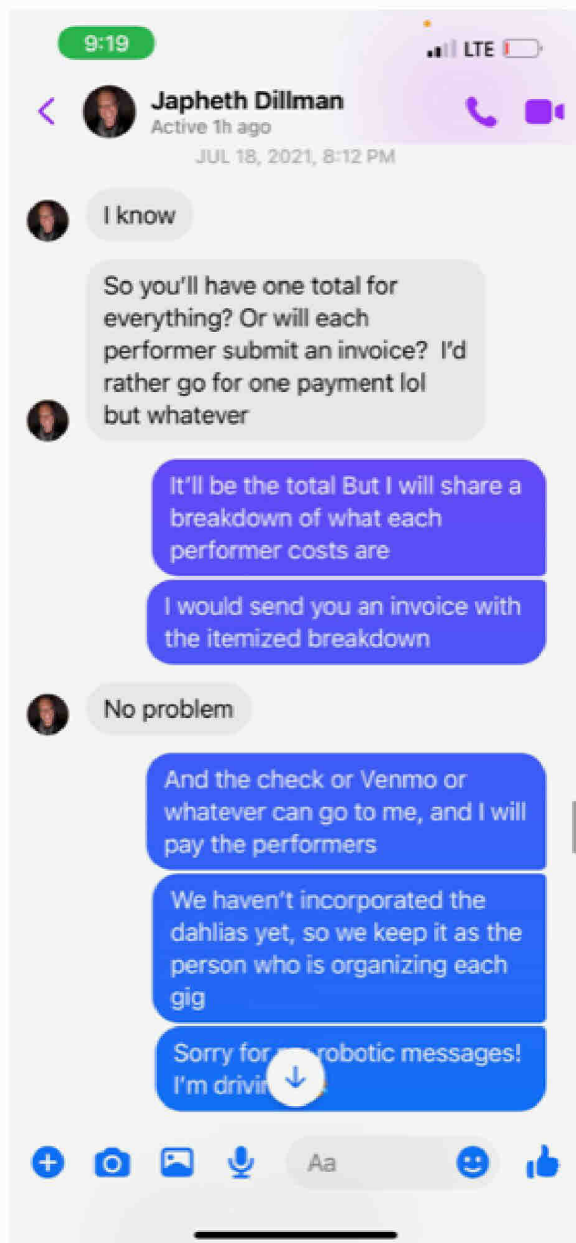 9:19
LTE
Japheth Dillman
Active 1h ago
JUL 18, 2021, 8:12 PM
I know
So you'll have one total for
everything? Or will each
performer submit an invoice? I'd
rather go for one payment lol
but whatever
It'll be the total But I will share a
breakdown of what each
performer costs are
I would send you an invoice with
the itemized breakdown
No problem
And the check or Venmo or
whatever can go to me, and I will
pay the performers
We haven't incorporated the
dahlias yet, so we keep it as the
person who is organizing each
gig
Sorry for robotic messages!
I'm
Aa